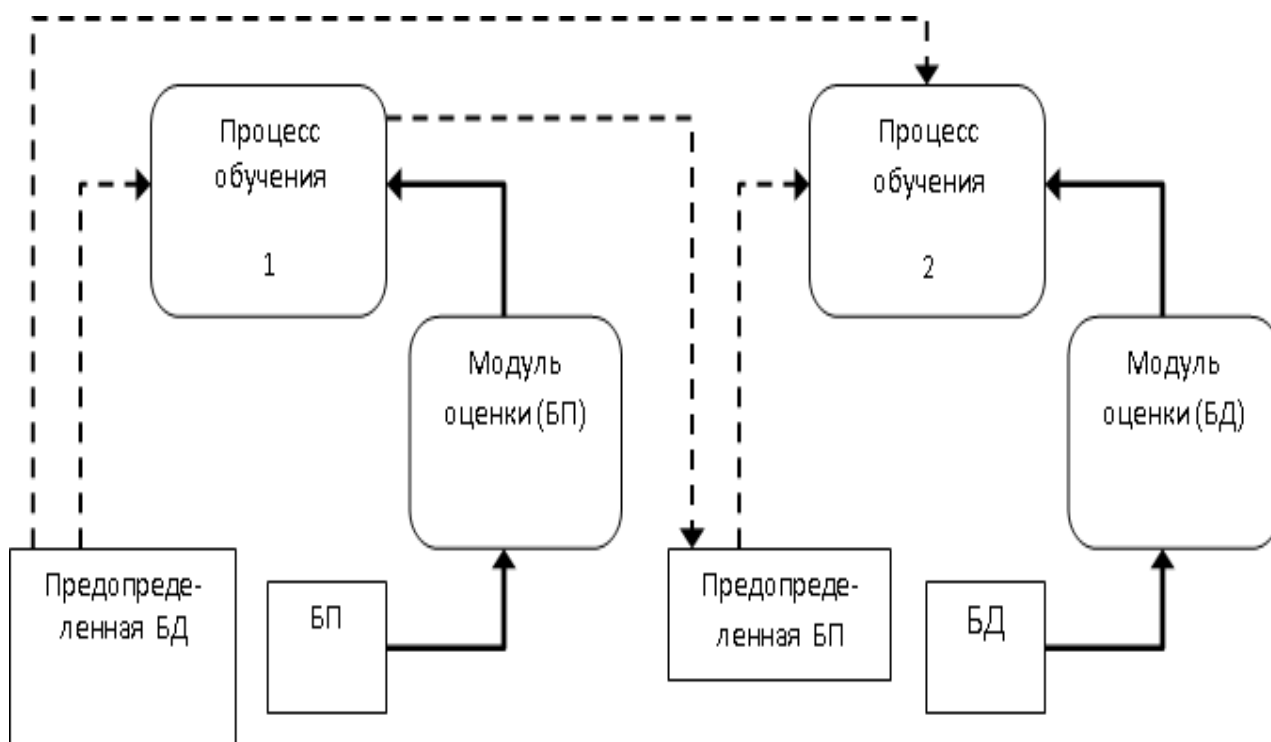 Процесс
обучения
1
Процесс
обучения
2
Модуль
оценки (БП)
Модуль
оценки (БД)
Предопреде-
ленная БД
БП
Предопреде-
ленная БП
БД